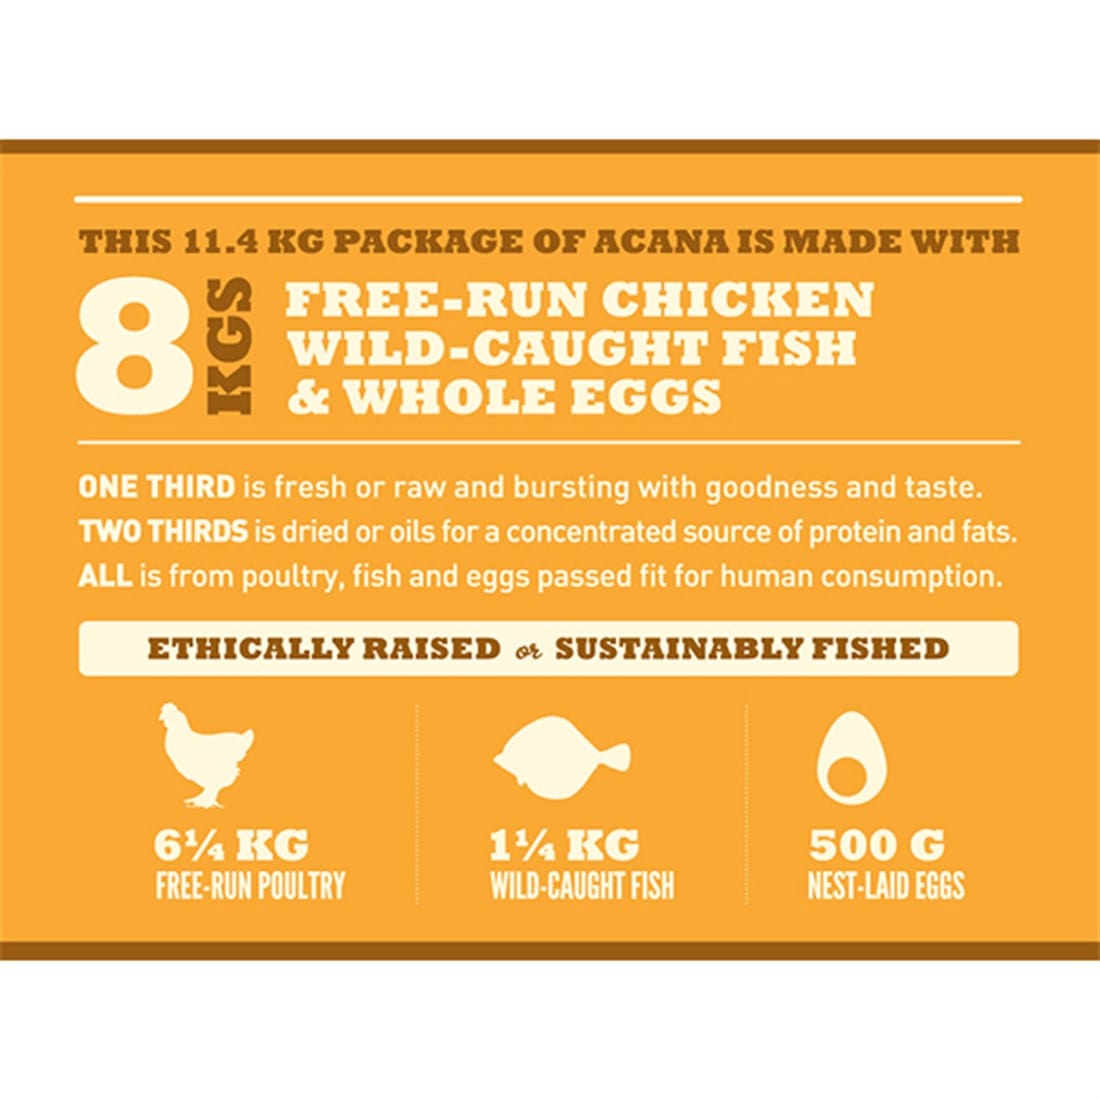 THIS 11.4 KG PACKAGE OF ACANA IS MADE WITH
8 KGS
FREE-RUN CHICKEN
WILD-CAUGHT FISH
& WHOLE EGGS
ONE THIRD is fresh or raw and bursting with goodness and taste.
TWO THIRDS is dried or oils for a concentrated source of protein and fats.
ALL is from poultry, fish and eggs passed fit for human consumption.
ETHICALLY RAISED or SUSTAINABLY FISHED
6¼ KG
FREE-RUN POULTRY
1¼ KG
WILD-CAUGHT FISH
500 G
NEST-LAID EGGS